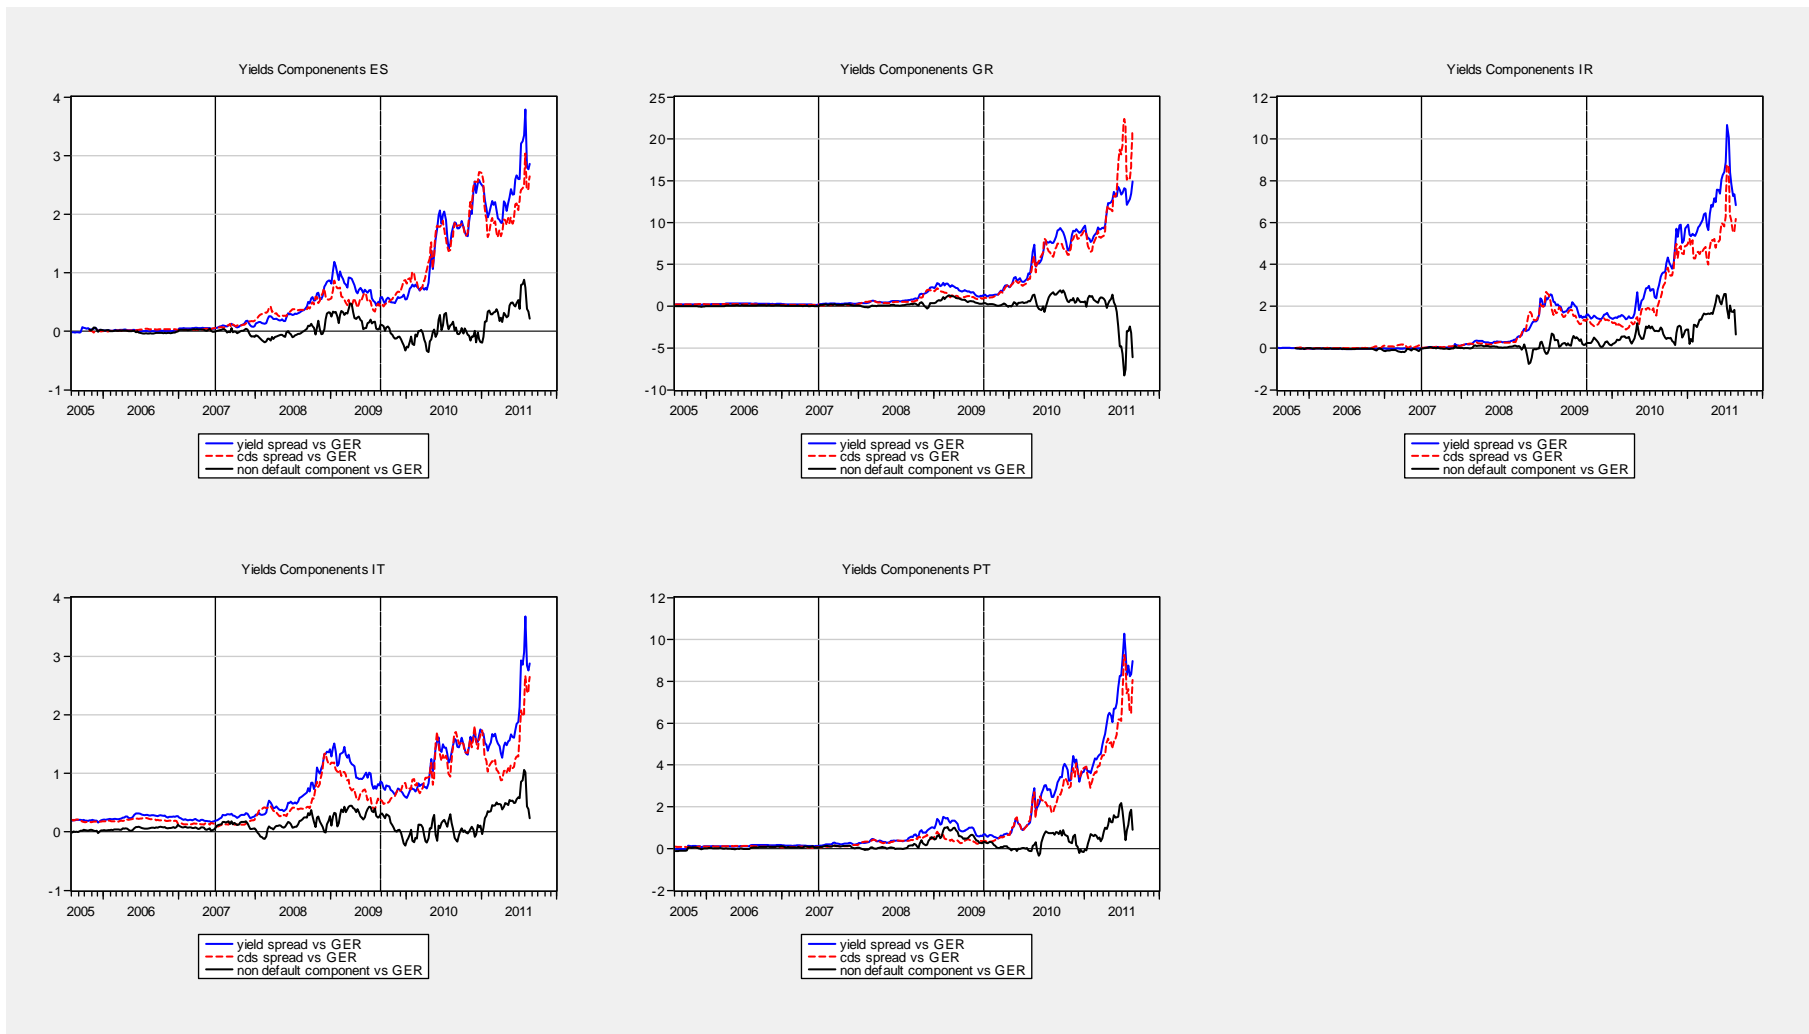 Yields Componenents ES
4
3
2
1
0
-1
2005 2006 2007 2008 2009 2010 2011
yield spread vs GER
cds spread vs GER
non default component vs GER
Yields Componenents GR
25
20
15
10
5
0
-5
-10
2005 2006 2007 2008 2009 2010 2011
yield spread vs GER
cds spread vs GER
non default component vs GER
Yields Componenents IR
12
10
8
6
4
2
0
-2
2005 2006 2007 2008 2009 2010 2011
yield spread vs GER
cds spread vs GER
non default component vs GER
Yields Componenents IT
4
3
2
1
0
-1
2005 2006 2007 2008 2009 2010 2011
yield spread vs GER
cds spread vs GER
non default component vs GER
Yields Componenents PT
12
10
8
6
4
2
0
-2
2005 2006 2007 2008 2009 2010 2011
yield spread vs GER
cds spread vs GER
non default component vs GER